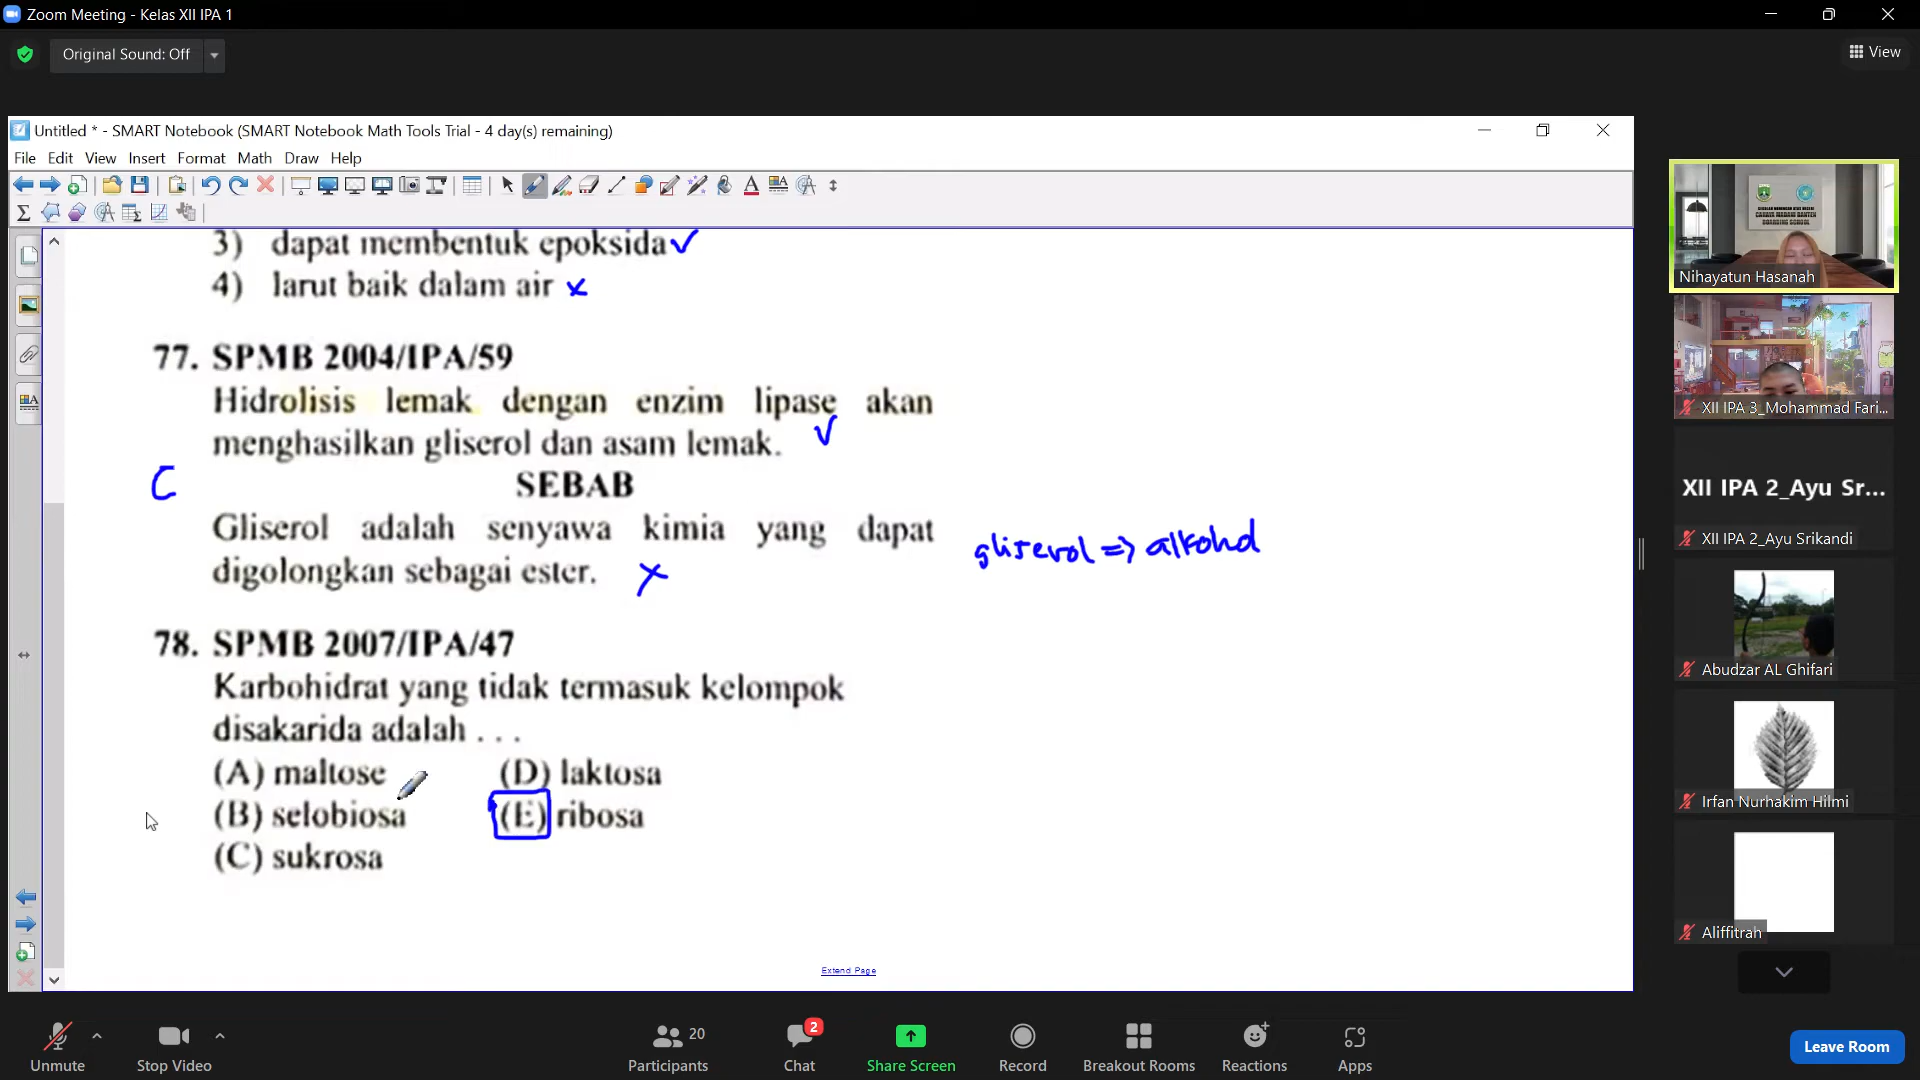 Zoom Meeting - Kelas XII IPA 1
Original Sound: Off
View
Untitled * - SMART Notebook (SMART Notebook Math Tools Trial - 4 day(s) remaining)
File Edit View Insert Format Math Draw Help
3) dapat membentuk epoksida ✓
4) larut baik dalam air x
77. SPMB 2004/IPA/59
Hidrolisis lemak dengan enzim lipase akan
menghasilkan gliserol dan asam lemak. ✓
C
SEBAB
Gliserol adalah senyawa kimia yang dapat
digolongkan sebagai ester. x
gliserol => alkohol
78. SPMB 2007/IPA/47
Karbohidrat yang tidak termasuk kelompok
disakarida adalah . . .
(A) maltose (D) laktosa
(B) selobiosa (E) ribosa
(C) sukrosa
Extend Page
CAHAYA MADANI BANTEN
BOARDING SCHOOL
Nihayatun Hasanah
XII IPA 3_Mohammad Fari...
XII IPA 2_Ayu Sr...
XII IPA 2_Ayu Srikandi
Abudzar AL Ghifari
Irfan Nurhakim Hilmi
Aliffitrah
Unmute
Stop Video
20
Participants
2
Chat
Share Screen
Record
Breakout Rooms
Reactions
Apps
Leave Room